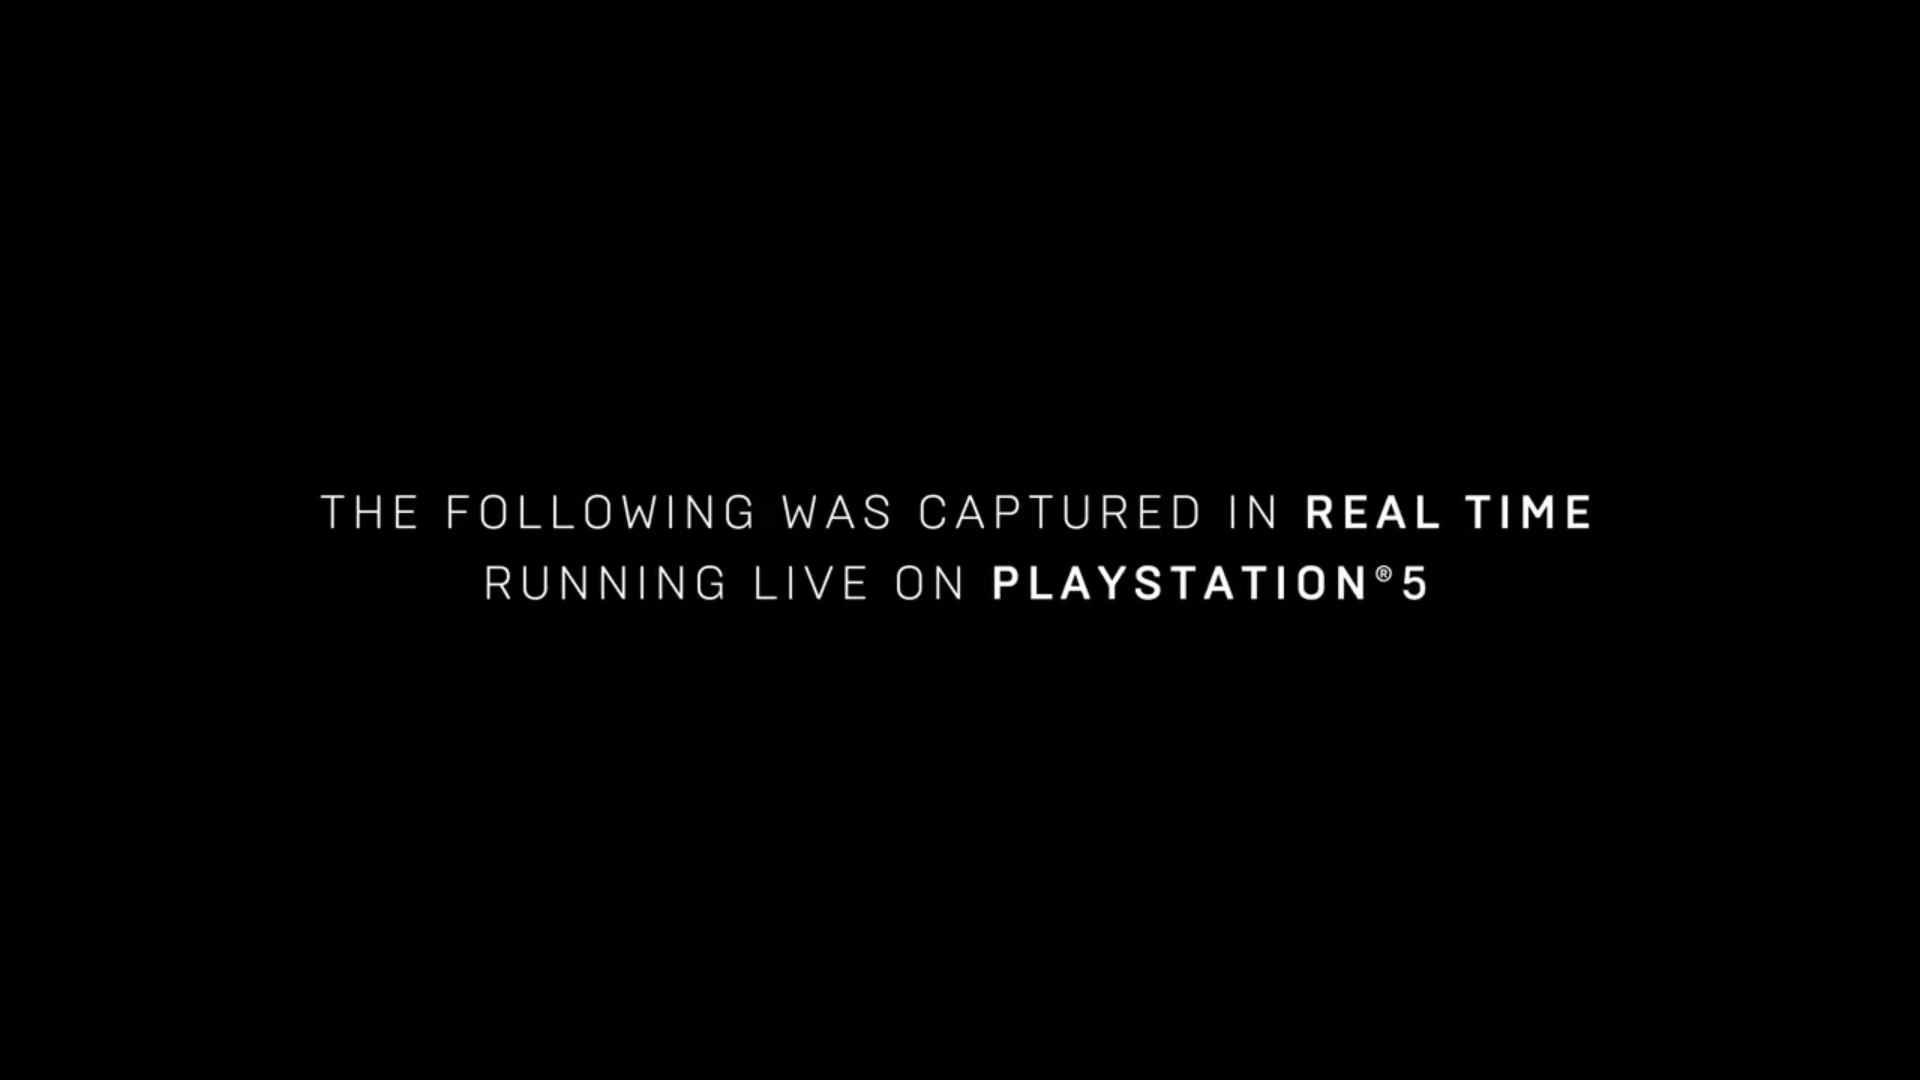 THE FOLLOWING WAS CAPTURED IN REAL TIME
RUNNING LIVE ON PLAYSTATION®5